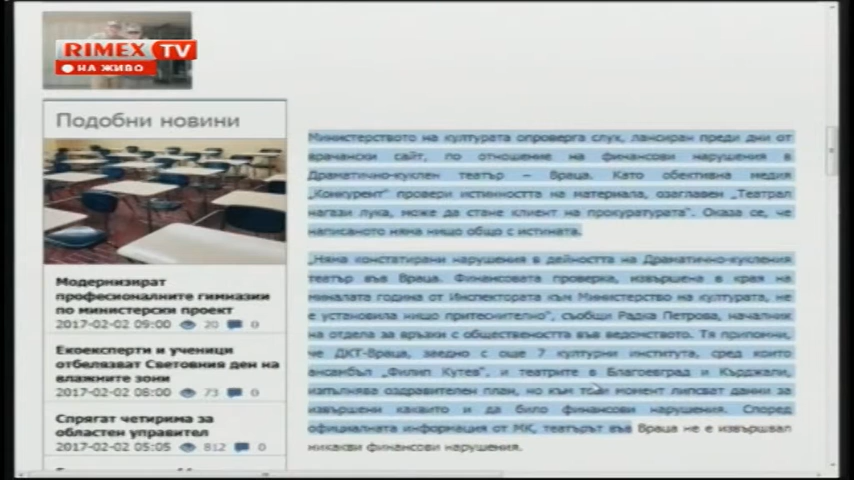 RIMEX TV
НА ЖИВО
Подобни новини
Модернизират
професионалните гимназии
по министерски проект
2017-02-02 09:00 20 0
Екоексперти и ученици
отбелязват Световния ден на
влажните зони
2017-02-02 06:00 73 0
Спрягат четирима за
областен управител
2017-02-02 05:05 812 0
Министерството на културата опроверга слух, лансиран преди дни от
врачански сайт, по отношение на финансови нарушения в
Драматично-куклен театър – Враца. Като обективна медия
„Конкурент" провери истинността на материала, озаглавен „Театрал
нагази лука, може да стане клиент на прокуратурата". Оказа се, че
написаното няма нищо общо с истината.
„Няма констатирани нарушения в дейността на Драматично-кукления
театър във Враца. Финансовата проверка, извършена в края на
миналата година от Инспектората към Министерство на културата, не
е установила нищо притеснително", съобщи Радка Петрова, началник
на отдела за връзки с обществеността във ведомството. Тя припомни,
че ДКТ-Враца, заедно с още 7 културни института, сред които
ансамбъл „Филип Кутев", и театрите в Благоевград и Кърджали,
изпълнява оздравителен план, но към този момент липсват данни за
извършени каквито и да било финансови нарушения. Според
официалната информация от МК, театърът във Враца не е извършвал
никакви финансови нарушения.